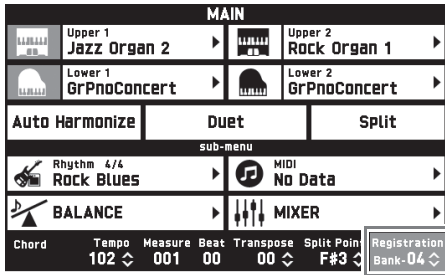 MAIN
Upper 1
Jazz Organ 2
Upper 2
Rock Organ 1
Lower 1
GrPnoConcert
Lower 2
GrPnoConcert
Auto Harmonize Duet Split
sub-menu
Rhythm 4/4
Rock Blues
MIDI
No Data
BALANCE MIXER
Chord Tempo Measure Beat Transpose Split Poin Registration
102 001 00 00 F#3 Bank-04